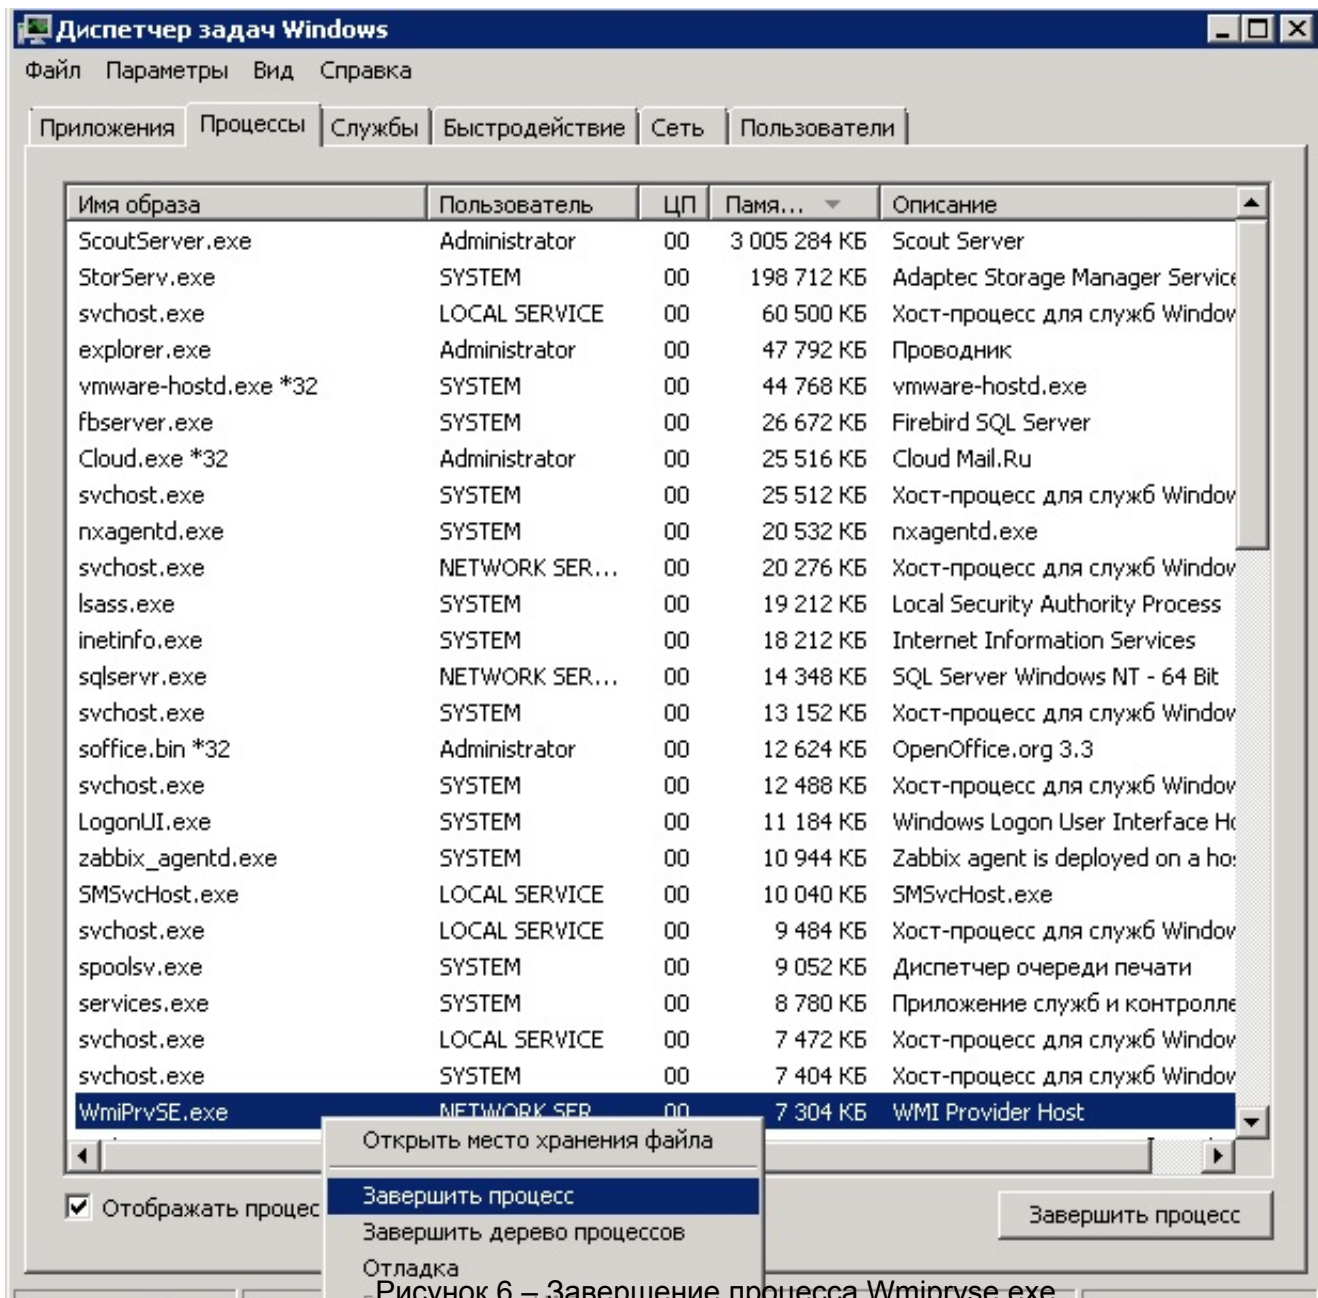 Диспетчер задач Windows
Файл Параметры Вид Справка
Приложения Процессы Службы Быстродействие Сеть Пользователи
Имя образа Пользователь ЦП Памя... Описание
ScoutServer.exe Administrator 00 3 005 284 КБ Scout Server
StorServ.exe SYSTEM 00 198 712 КБ Adaptec Storage Manager Service
svchost.exe LOCAL SERVICE 00 60 500 КБ Хост-процесс для служб Window
explorer.exe Administrator 00 47 792 КБ Проводник
vmware-hostd.exe *32 SYSTEM 00 44 768 КБ vmware-hostd.exe
fbserver.exe SYSTEM 00 26 672 КБ Firebird SQL Server
Cloud.exe *32 Administrator 00 25 516 КБ Cloud Mail.Ru
svchost.exe SYSTEM 00 25 512 КБ Хост-процесс для служб Window
nxagentd.exe SYSTEM 00 20 532 КБ nxagentd.exe
svchost.exe NETWORK SER... 00 20 276 КБ Хост-процесс для служб Window
lsass.exe SYSTEM 00 19 212 КБ Local Security Authority Process
inetinfo.exe SYSTEM 00 18 212 КБ Internet Information Services
sqlservr.exe NETWORK SER... 00 14 348 КБ SQL Server Windows NT - 64 Bit
svchost.exe SYSTEM 00 13 152 КБ Хост-процесс для служб Window
soffice.bin *32 Administrator 00 12 624 КБ OpenOffice.org 3.3
svchost.exe SYSTEM 00 12 488 КБ Хост-процесс для служб Window
LogonUI.exe SYSTEM 00 11 184 КБ Windows Logon User Interface Ho
zabbix_agentd.exe SYSTEM 00 10 944 КБ Zabbix agent is deployed on a hos
SMSvcHost.exe LOCAL SERVICE 00 10 040 КБ SMSvcHost.exe
svchost.exe LOCAL SERVICE 00 9 484 КБ Хост-процесс для служб Window
spoolsv.exe SYSTEM 00 9 052 КБ Диспетчер очереди печати
services.exe SYSTEM 00 8 780 КБ Приложение служб и контролле
svchost.exe LOCAL SERVICE 00 7 472 КБ Хост-процесс для служб Window
svchost.exe SYSTEM 00 7 404 КБ Хост-процесс для служб Window
WmiPrvSE.exe NETWORK SER 00 7 304 КБ WMI Provider Host
Открыть место хранения файла
Завершить процесс
Завершить дерево процессов
Отладка
Отображать процес
Завершить процесс
Рисунок 6 – Завершение процесса Wmiprvse.exe